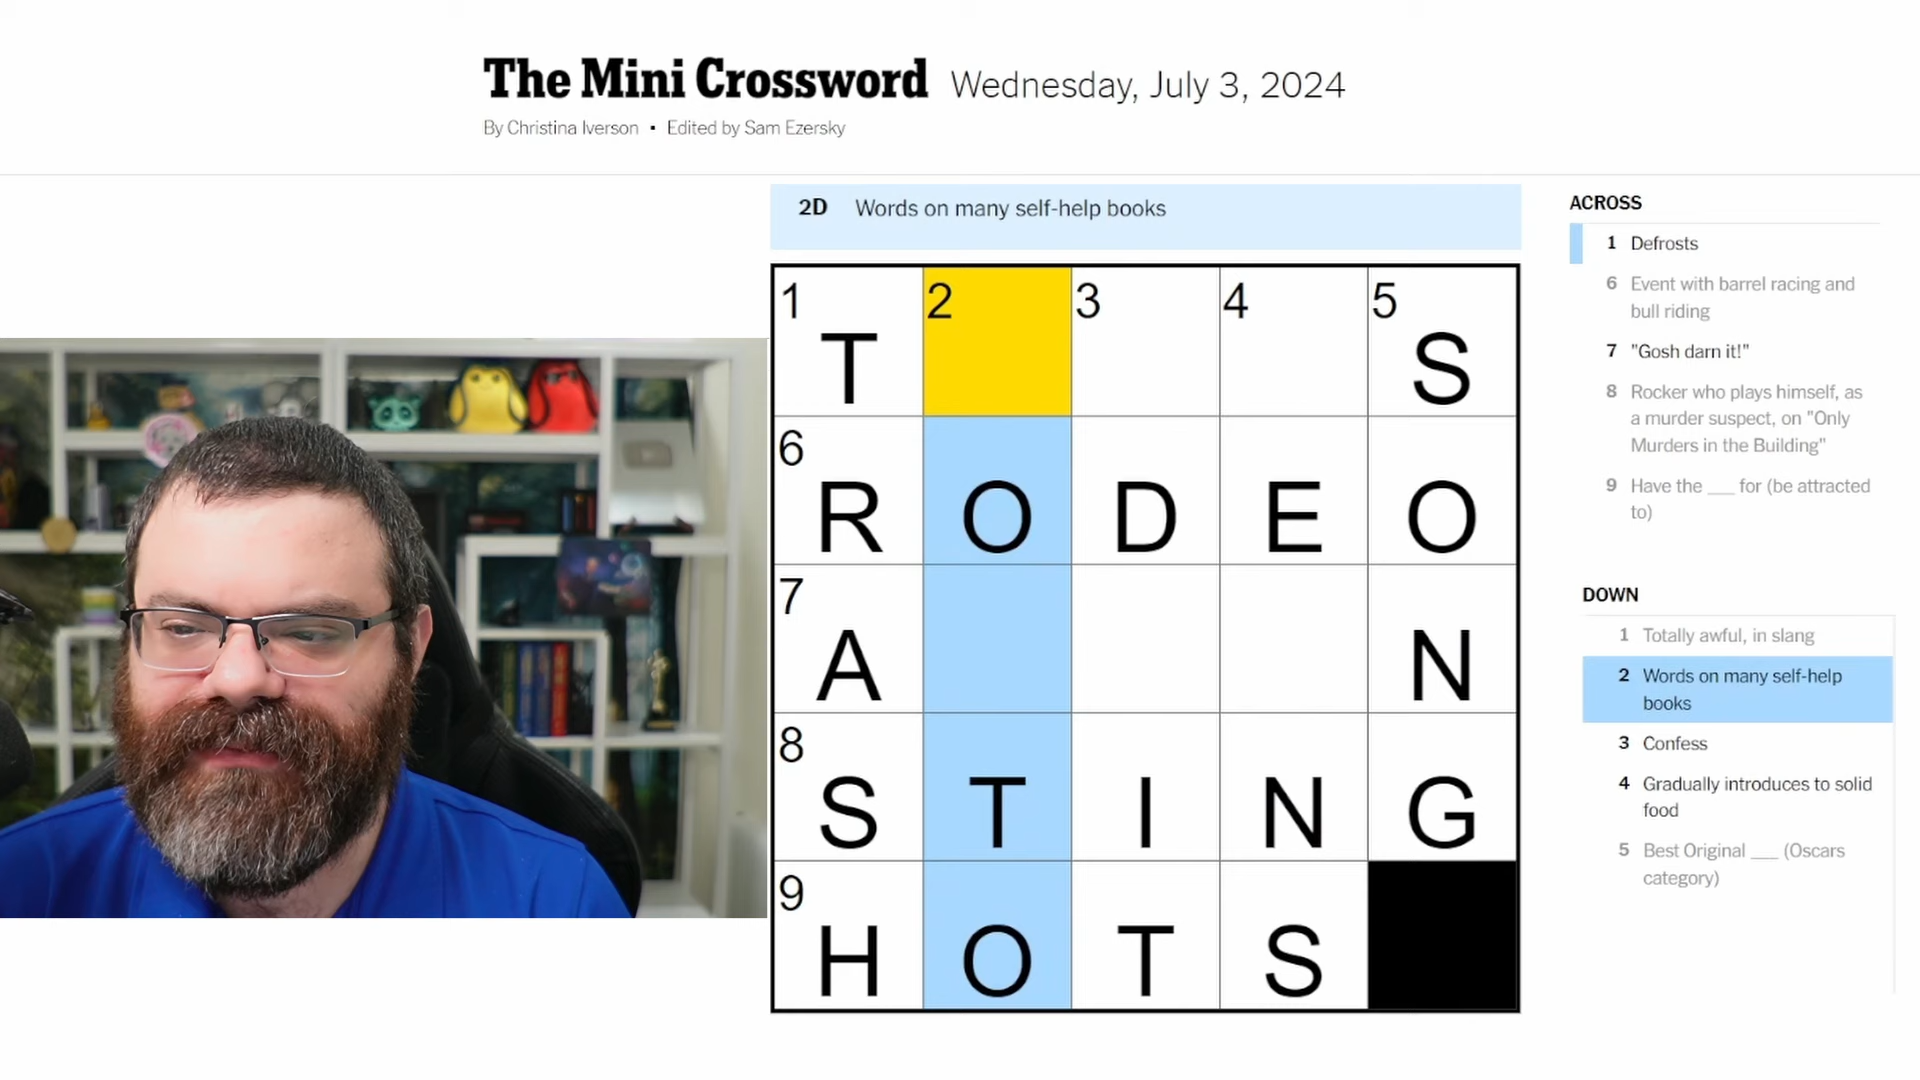 The Mini Crossword Wednesday, July 3, 2024
By Christina Iverson • Edited by Sam Ezersky
2D Words on many self-help books
1 T 2 3 4 5 S
6 R O D E O
7 A N
8 S T I N G
9 H O T S
ACROSS
1 Defrosts
6 Event with barrel racing and
bull riding
7 "Gosh darn it!"
8 Rocker who plays himself, as
a murder suspect, on "Only
Murders in the Building"
9 Have the ___ for (be attracted
to)
DOWN
1 Totally awful, in slang
2 Words on many self-help
books
3 Confess
4 Gradually introduces to solid
food
5 Best Original ___ (Oscars
category)